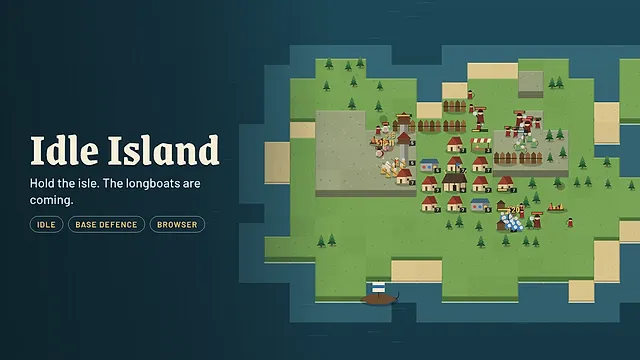 Idle Island
Hold the isle. The longboats are
coming.
IDLE
BASE DEFENCE
BROWSER